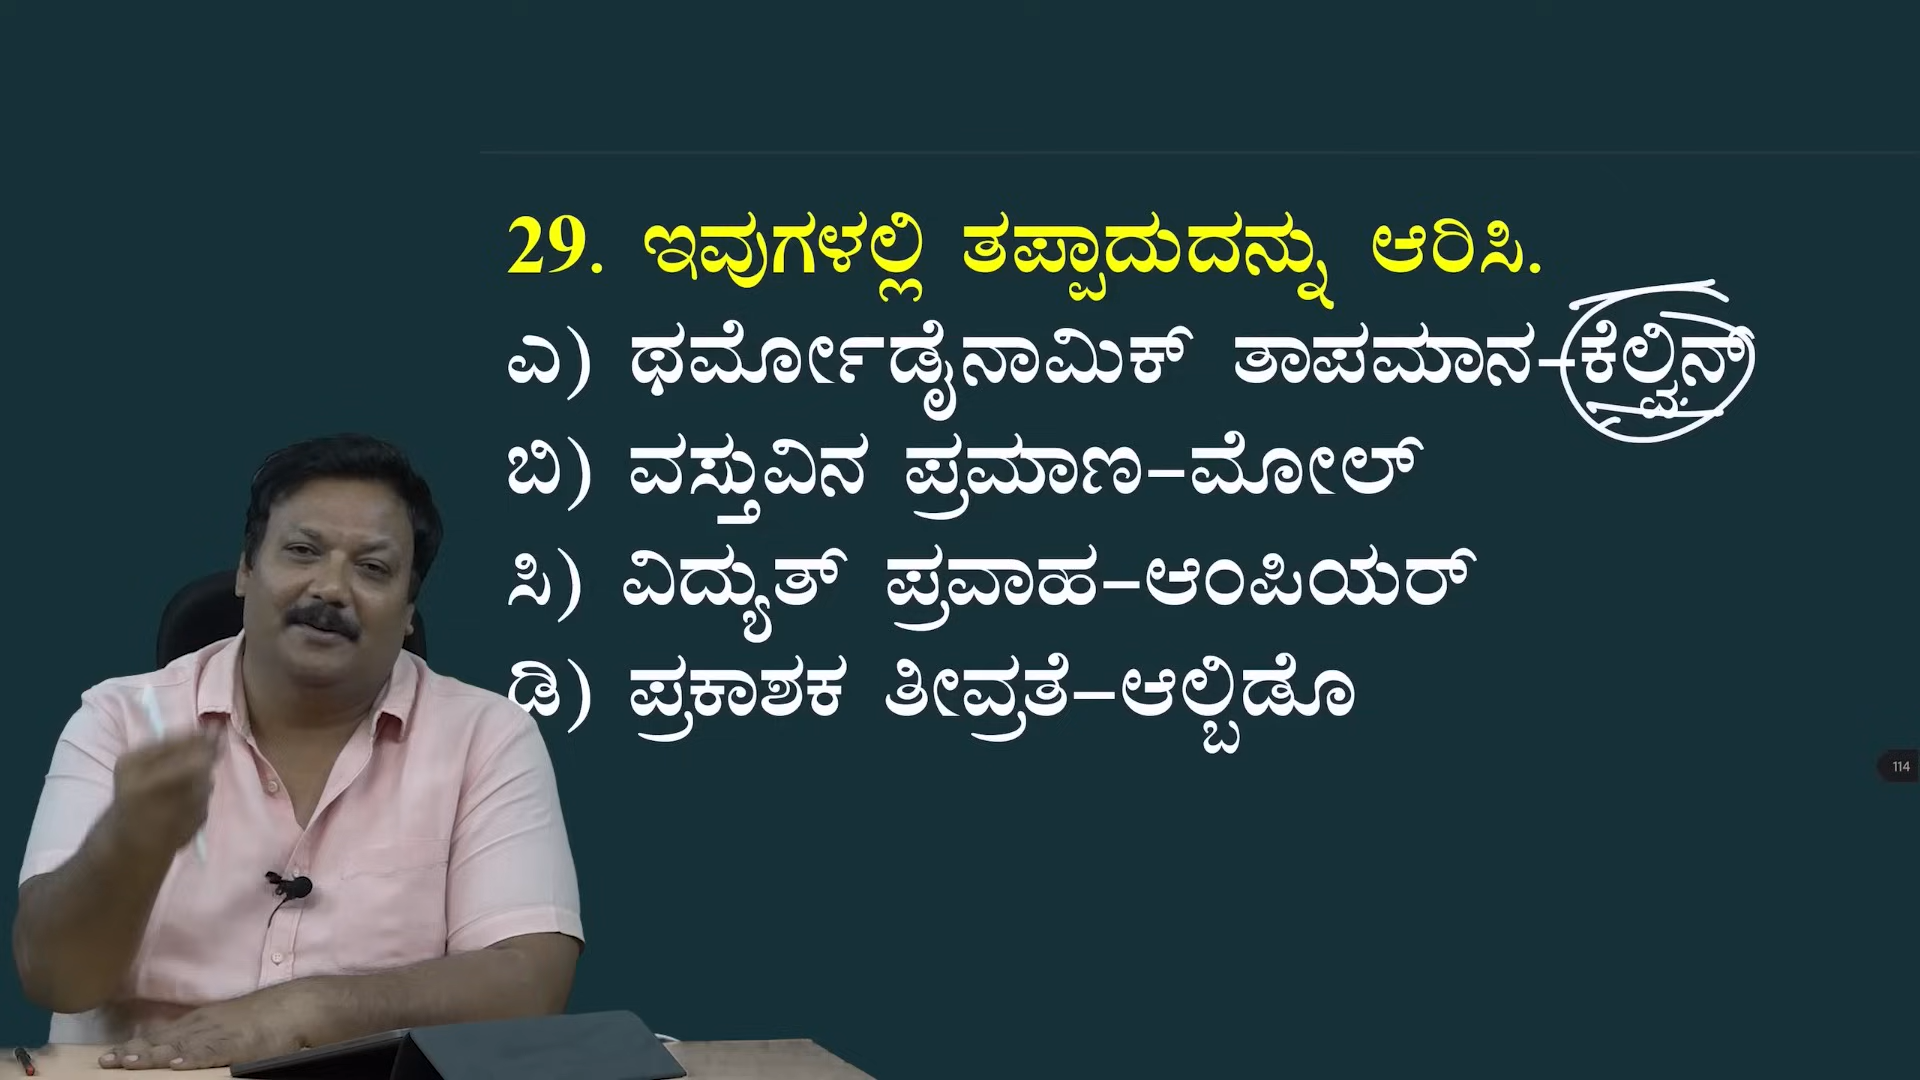 29. ಇವುಗಳಲ್ಲಿ ತಪ್ಪಾದುದನ್ನು ಆರಿಸಿ.
ಎ) ಥರ್ಮೋಡೈನಾಮಿಕ್ ತಾಪಮಾನ-ಕೆಲ್ವಿನ್
ಬಿ) ವಸ್ತುವಿನ ಪ್ರಮಾಣ-ಮೋಲ್
ಸಿ) ವಿದ್ಯುತ್ ಪ್ರವಾಹ-ಆಂಪಿಯರ್
ಡಿ) ಪ್ರಕಾಶಕ ತೀವ್ರತೆ-ಆಲ್ಬಿಡೊ
114